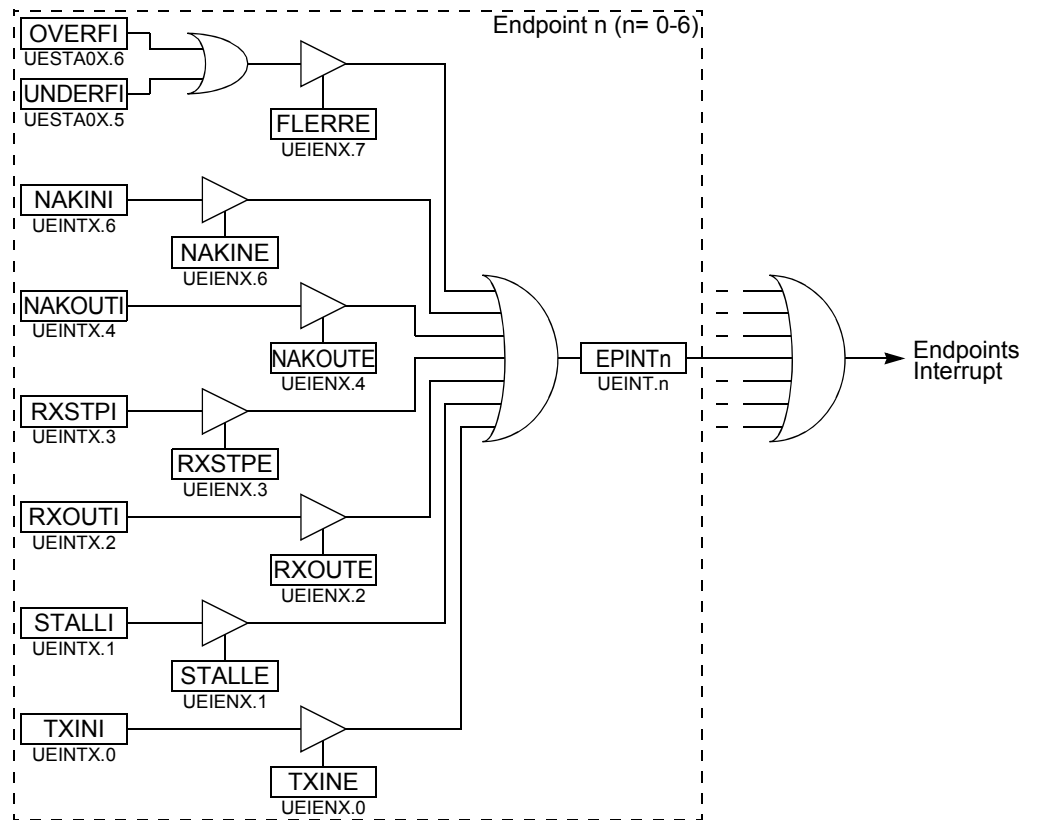 Endpoint n (n= 0-6)
OVERFI
UESTA0X.6
UNDERFI
UESTA0X.5
FLERRE
UEIENX.7
NAKINI
UEINTX.6
NAKINE
UEIENX.6
NAKOUTI
UEINTX.4
NAKOUTE
UEIENX.4
RXSTPI
UEINTX.3
RXSTPE
UEIENX.3
RXOUTI
UEINTX.2
RXOUTE
UEIENX.2
STALLI
UEINTX.1
STALLE
UEIENX.1
TXINI
UEINTX.0
TXINE
UEIENX.0
EPINTn
UEINT.n
Endpoints
Interrupt